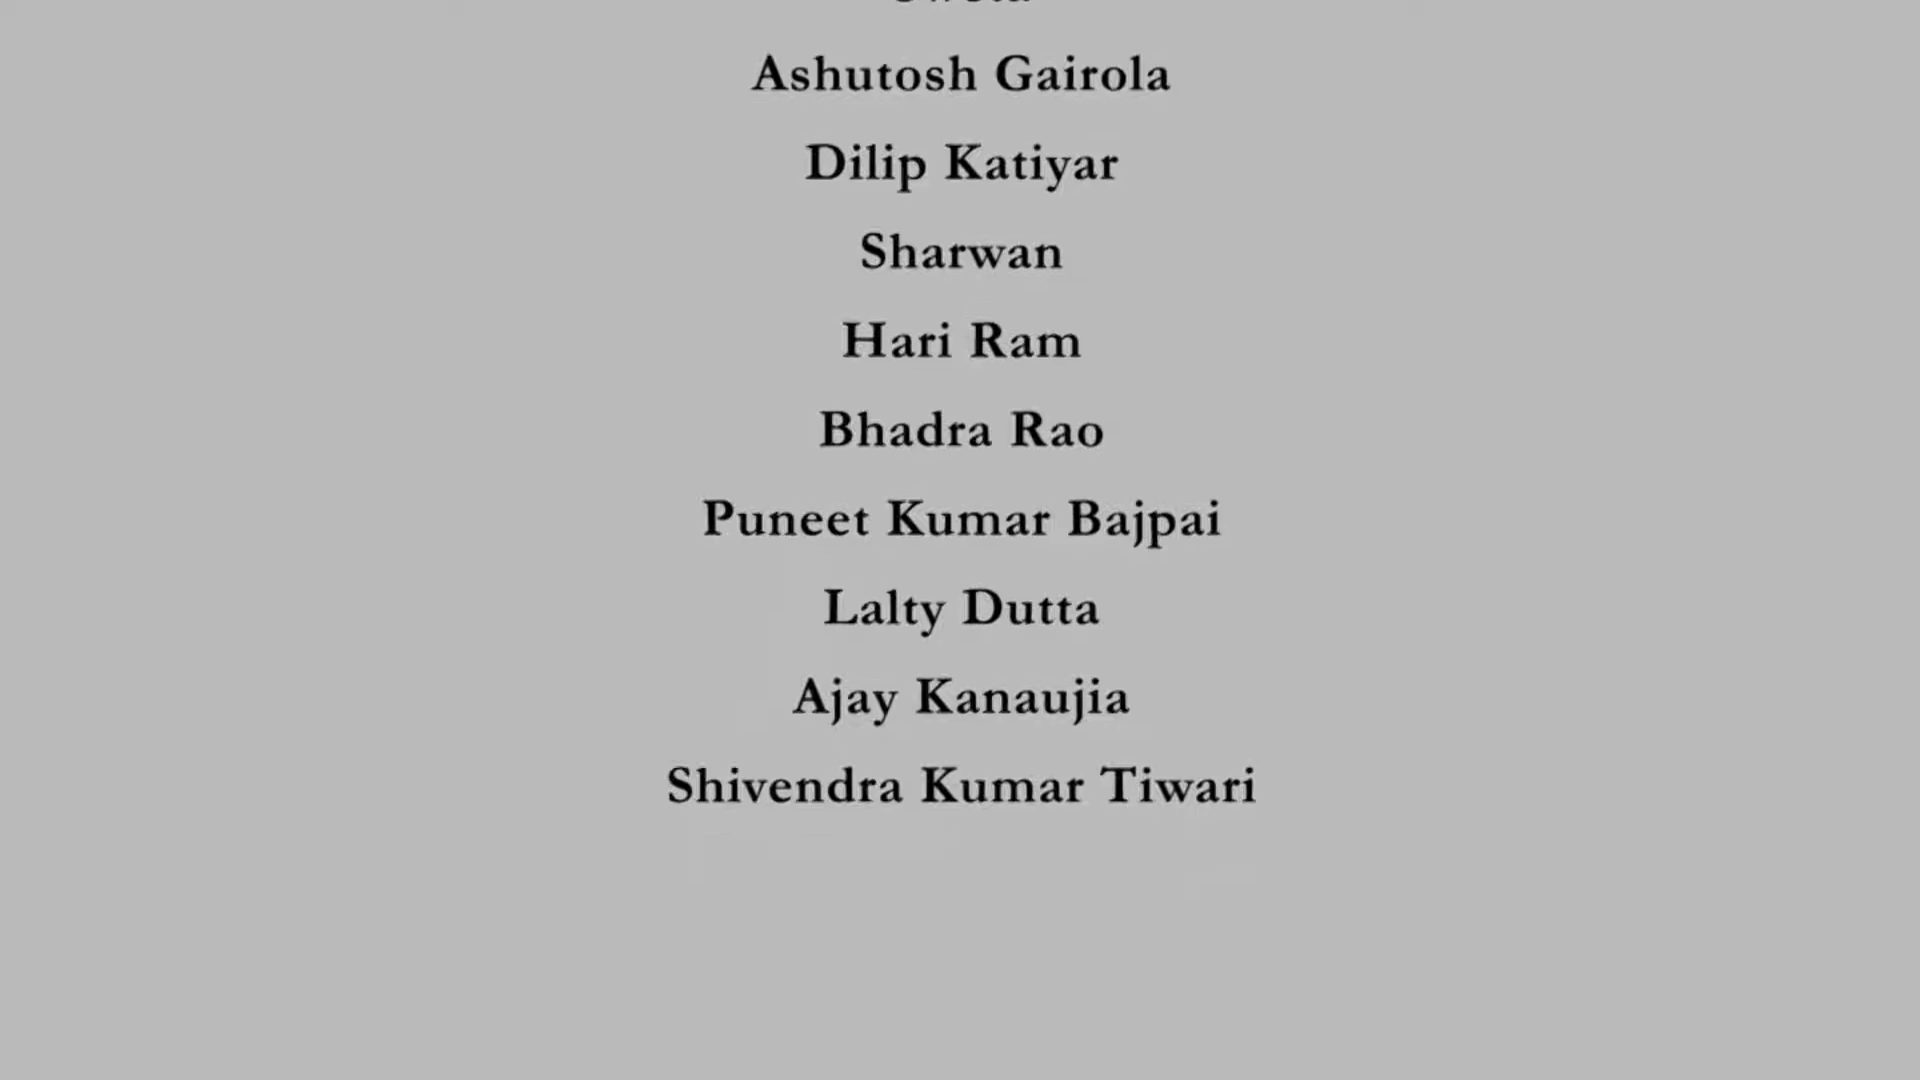 Ashutosh Gairola
Dilip Katiyar
Sharwan
Hari Ram
Bhadra Rao
Puneet Kumar Bajpai
Lalty Dutta
Ajay Kanaujia
Shivendra Kumar Tiwari